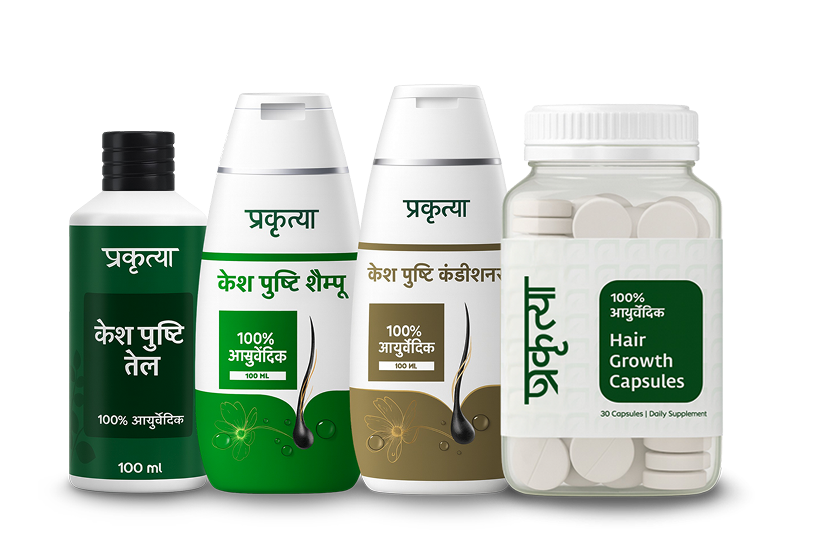 प्रकृत्या
केश पुष्टि
तेल
100% आयुर्वेदिक
100 ml
प्रकृत्या
केश पुष्टि शैम्पू
100%
आयुर्वेदिक
100 ML
प्रकृत्या
केश पुष्टि कंडीशनर
100%
आयुर्वेदिक
100 ML
प्रकृत्या
100%
आयुर्वेदिक
Hair
Growth
Capsules
30 Capsules | Daily Supplement